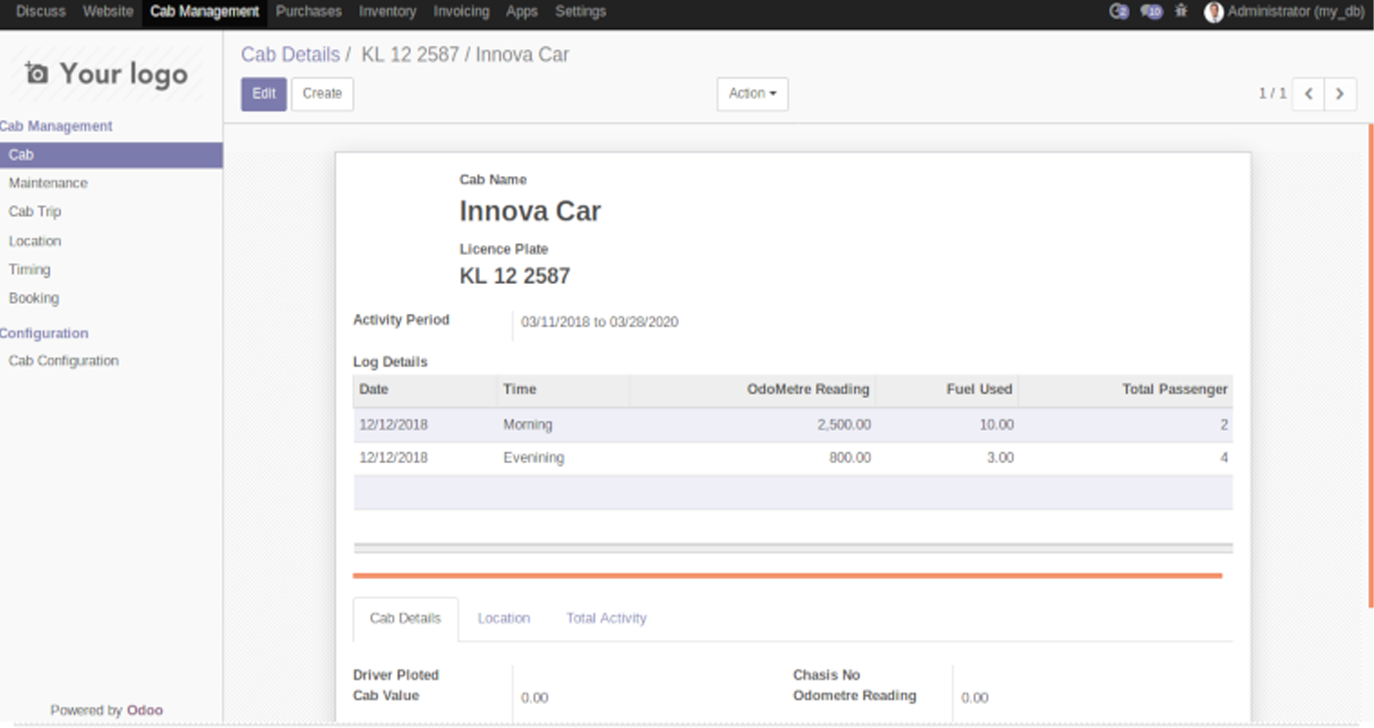 Discuss Website Cab Management Purchases Inventory Invoicing Apps Settings 2 10 Administrator (my_db)
Your logo
Cab Details / KL 12 2587 / Innova Car
Edit Create Action 1 / 1
Cab Management
Cab
Maintenance
Cab Trip
Location
Timing
Booking
Configuration
Cab Configuration
Powered by Odoo
Cab Name
Innova Car
Licence Plate
KL 12 2587
Activity Period 03/11/2018 to 03/28/2020
Log Details
Date Time OdoMetre Reading Fuel Used Total Passenger
12/12/2018 Morning 2,500.00 10.00 2
12/12/2018 Evenining 800.00 3.00 4
Cab Details Location Total Activity
Driver Ploted Chasis No
Cab Value 0.00 Odometre Reading 0.00